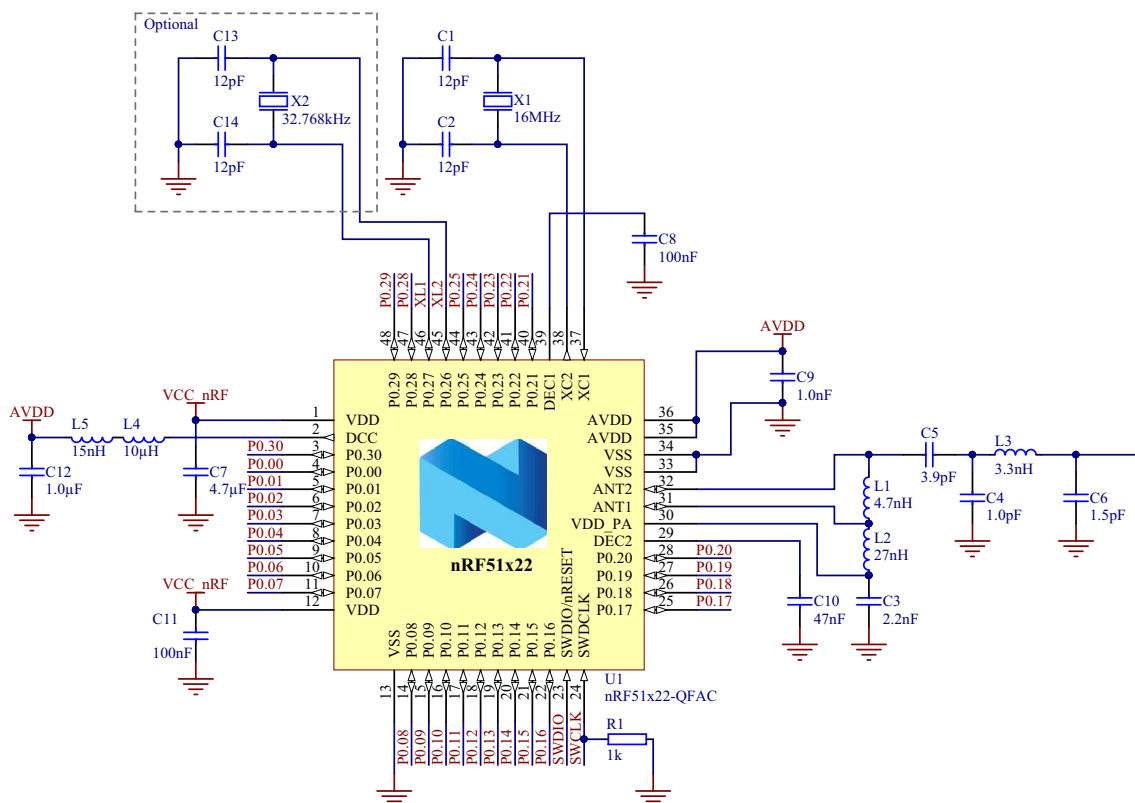 Optional
C13
12pF
X2
32.768kHz
C14
12pF
C1
12pF
X1
16MHz
C2
12pF
C8
100nF
P0.29
P0.28
XL1
XL2
P0.25
P0.24
P0.23
P0.22
P0.21
48
47
46
45
44
43
42
41
40
39
38
37
P0.29
P0.28
P0.27
P0.26
P0.25
P0.24
P0.23
P0.22
P0.21
DEC1
XC2
XC1
AVDD
C9
1.0nF
AVDD
L5
15nH
L4
10µH
C12
1.0µF
VCC_nRF
C7
4.7µF
P0.30
P0.00
P0.01
P0.02
P0.03
P0.04
P0.05
P0.06
P0.07
VCC_nRF
C11
100nF
1
2
3
4
5
6
7
8
9
10
11
12
VDD
DCC
P0.30
P0.00
P0.01
P0.02
P0.03
P0.04
P0.05
P0.06
P0.07
VDD
nRF51x22
AVDD
AVDD
VSS
VSS
ANT2
ANT1
VDD_PA
DEC2
P0.20
P0.19
P0.18
P0.17
36
35
34
33
32
31
30
29
28
27
26
25
P0.20
P0.19
P0.18
P0.17
L1
4.7nH
L2
27nH
C10
47nF
C3
2.2nF
C5
3.9pF
L3
3.3nH
C4
1.0pF
C6
1.5pF
VSS
P0.08
P0.09
P0.10
P0.11
P0.12
P0.13
P0.14
P0.15
P0.16
SWDIO/nRESET
SWDCLK
13
14
15
16
17
18
19
20
21
22
23
24
U1
nRF51x22-QFAC
P0.08
P0.09
P0.10
P0.11
P0.12
P0.13
P0.14
P0.15
P0.16
SWDIO
SWCLK
R1
1k